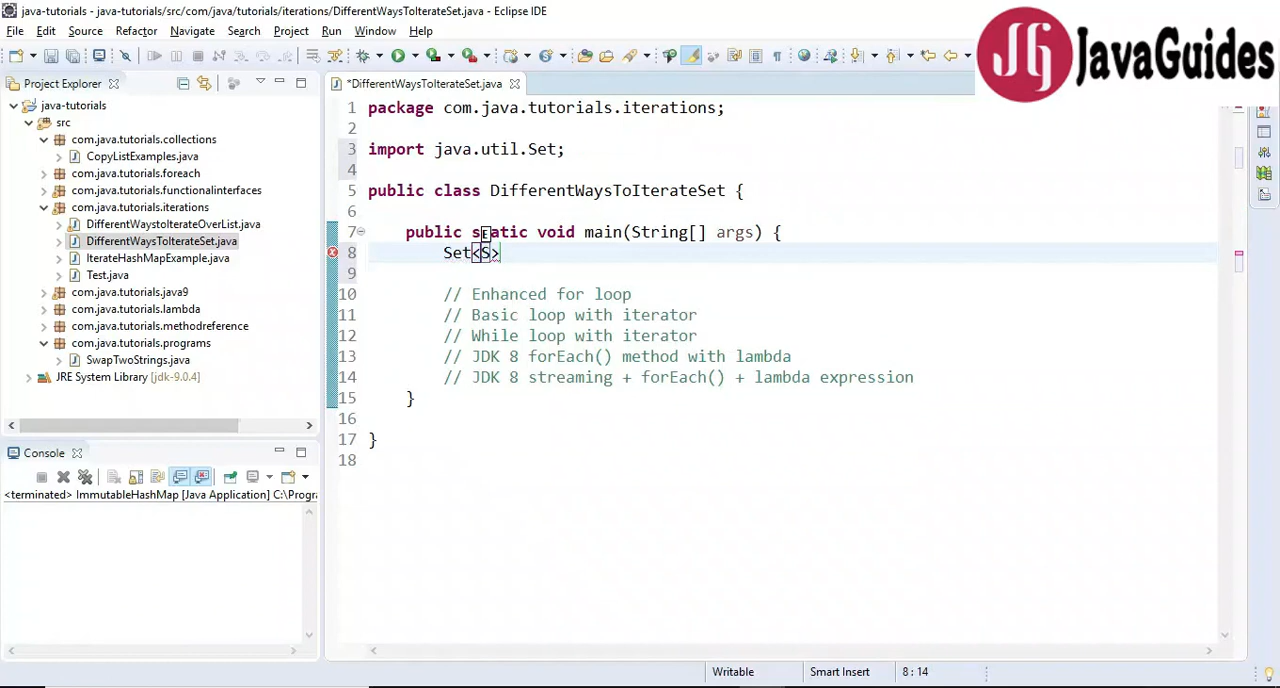 java-tutorials - java-tutorials/src/com/java/tutorials/iterations/DifferentWaysToIterateSet.java - Eclipse IDE
File Edit Source Refactor Navigate Search Project Run Window Help
JG JavaGuides
Project Explorer
*DifferentWaysToIterateSet.java
java-tutorials
src
com.java.tutorials.collections
CopyListExamples.java
com.java.tutorials.foreach
com.java.tutorials.functionalinterfaces
com.java.tutorials.iterations
DifferentWaystoIterateOverList.java
DifferentWaysToIterateSet.java
IterateHashMapExample.java
Test.java
com.java.tutorials.java9
com.java.tutorials.lambda
com.java.tutorials.methodreference
com.java.tutorials.programs
SwapTwoStrings.java
JRE System Library [jdk-9.0.4]
1 package com.java.tutorials.iterations;
2
3 import java.util.Set;
4
5 public class DifferentWaysToIterateSet {
6
7 public static void main(String[] args) {
8 Set<S>
9
10 // Enhanced for loop
11 // Basic loop with iterator
12 // While loop with iterator
13 // JDK 8 forEach() method with lambda
14 // JDK 8 streaming + forEach() + lambda expression
15 }
16
17 }
18
Console
<terminated> ImmutableHashMap [Java Application] C:\Progra
Writable Smart Insert 8 : 14